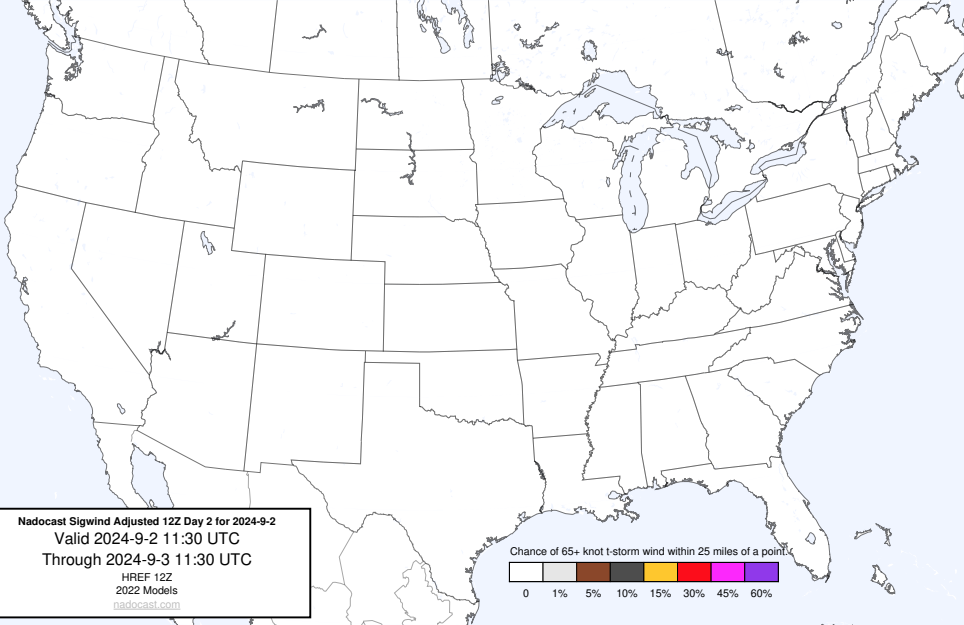 Nadocast Sigwind Adjusted 12Z Day 2 for 2024-9-2
Valid 2024-9-2 11:30 UTC
Through 2024-9-3 11:30 UTC
HREF 12Z
2022 Models
nadocast.com
Chance of 65+ knot t-storm wind within 25 miles of a point.
0 1% 5% 10% 15% 30% 45% 60%